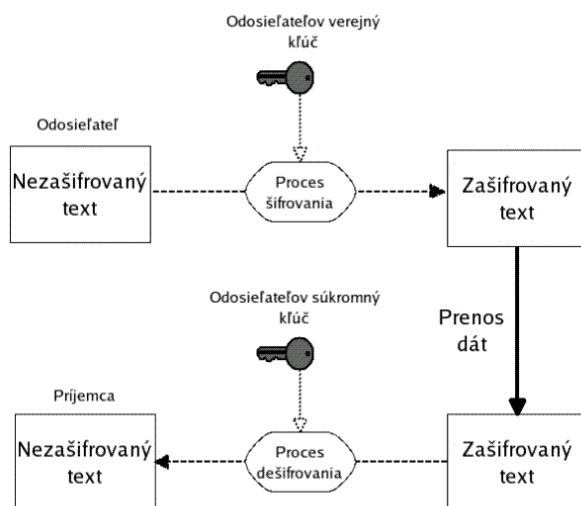 Odosieľateľov verejný
kľúč
Odosieľateľ
Nezašifrovaný
text
Proces
šifrovania
Zašifrovaný
text
Odosieľateľov súkromný
kľúč
Prenos
dát
Príjemca
Nezašifrovaný
text
Proces
dešifrovania
Zašifrovaný
text